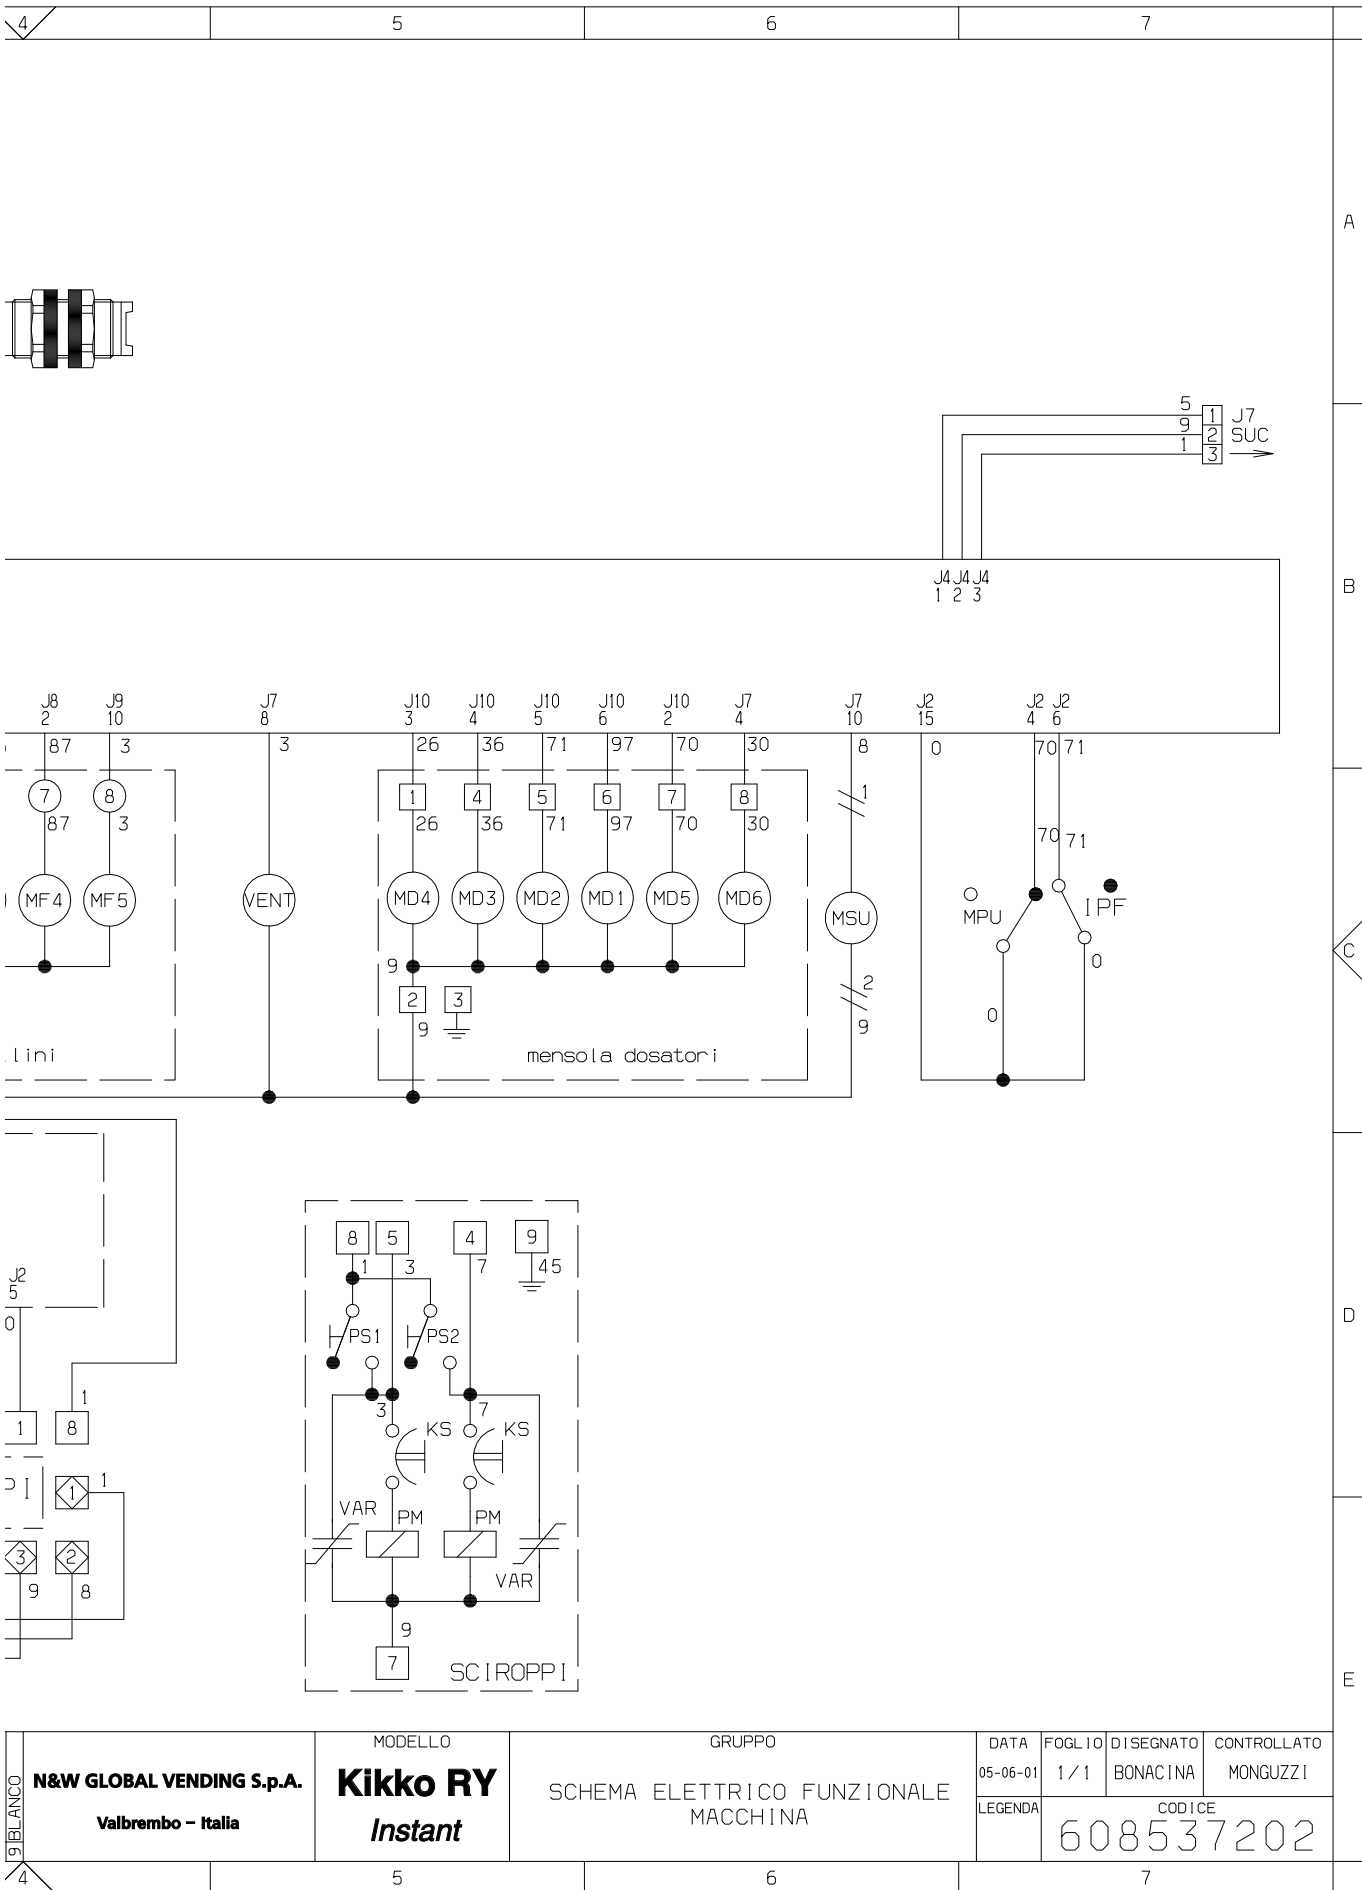 4 5 6 7
A
5 1 J7
9 2 SUC
1 3
J4 J4 J4
1 2 3
B
J8 J9 J7 J10 J10 J10 J10 J10 J7 J7 J2 J2 J2
2 10 8 3 4 5 6 2 4 10 15 4 6
87 3 3 26 36 71 97 70 30 8 0 70 71
7 8 1 4 5 6 7 8 1
87 3 26 36 71 97 70 30
70 71
MF4 MF5 VENT MD4 MD3 MD2 MD1 MD5 MD6 MSU MPU IPF
C
9 0
2 3 2
9 9 0
lini mensola dosatori
8 5 4 9
1 3 7 45
J2
5
0
D
PS1 PS2
1
3 7
1 8
KS KS
PI 1 1
VAR PM PM
3 2
VAR
9 8
9
7
SCIROPPI
E
9 BLANCO
N&W GLOBAL VENDING S.p.A.
Valbrembo – Italia
MODELLO
Kikko RY
Instant
GRUPPO
SCHEMA ELETTRICO FUNZIONALE
MACCHINA
DATA FOGLIO DISEGNATO CONTROLLATO
05-06-01 1/1 BONACINA MONGUZZI
LEGENDA CODICE
608537202
4 5 6 7